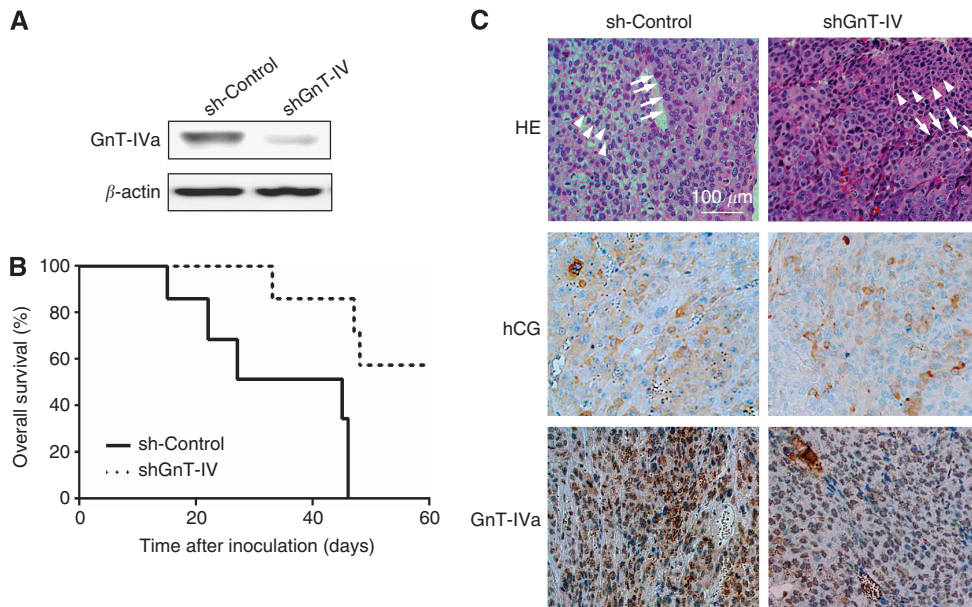 A
sh-Control
shGnT-IV
GnT-IVa
β-actin
B
100
80
60
40
20
0
Overall survival (%)
sh-Control
shGnT-IV
0 20 40 60
Time after inoculation (days)
C
sh-Control shGnT-IV
HE
100 μm
hCG
GnT-IVa